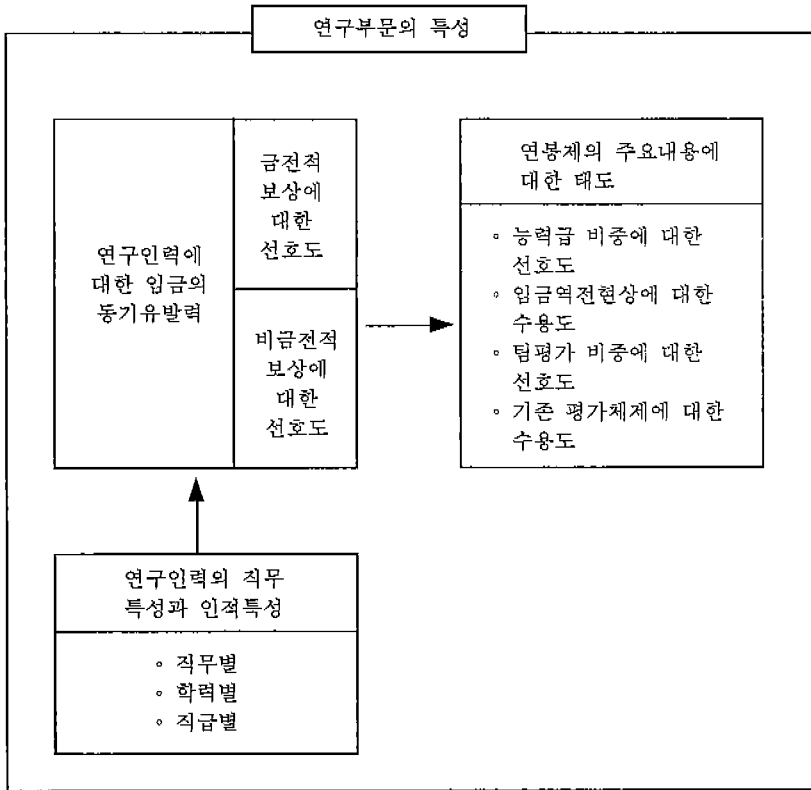 연구부문의 특성
연구인력에
대한 임금의
동기유발력
금전적
보상에
대한
선호도
비금전적
보상에
대한
선호도
연봉제의 주요내용에
대한 태도
◦ 능력급 비중에 대한
선호도
◦ 임금역전현상에 대한
수용도
◦ 팀평가 비중에 대한
선호도
◦ 기존 평가체제에 대한
수용도
연구인력의 직무
특성과 인적특성
◦ 직무별
◦ 학력별
◦ 직급별